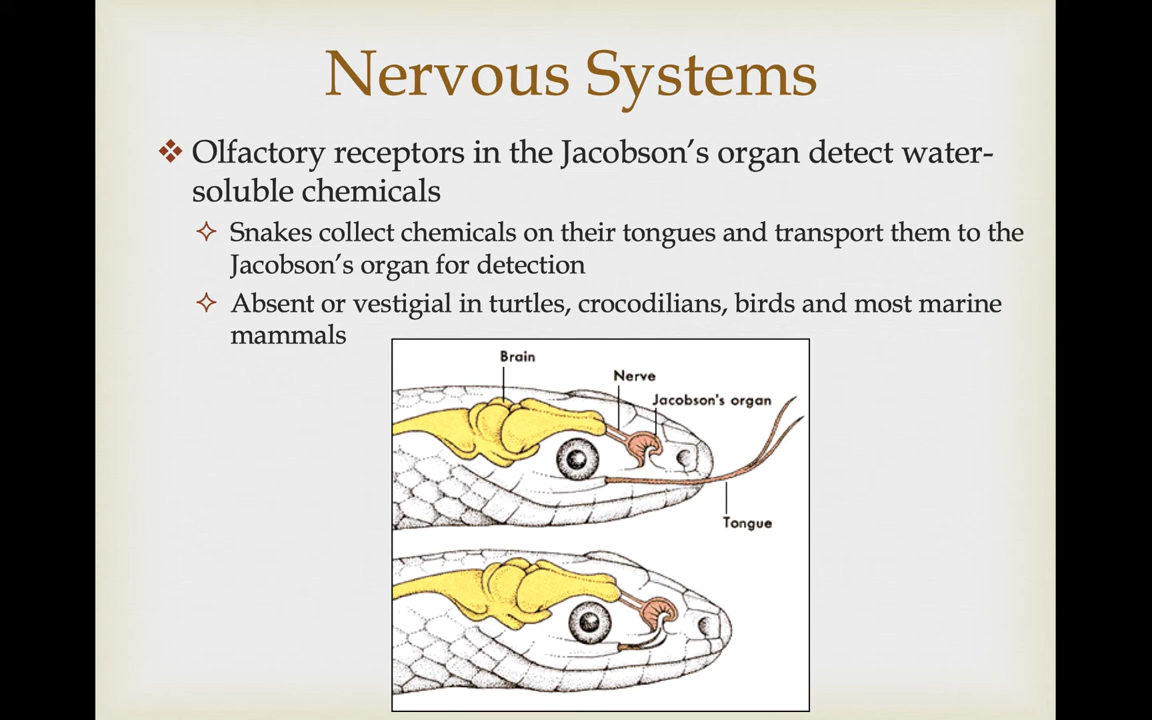 Nervous Systems
Olfactory receptors in the Jacobson's organ detect water-
soluble chemicals
Snakes collect chemicals on their tongues and transport them to the
Jacobson's organ for detection
Absent or vestigial in turtles, crocodilians, birds and most marine
mammals
Brain
Nerve
Jacobson's organ
Tongue